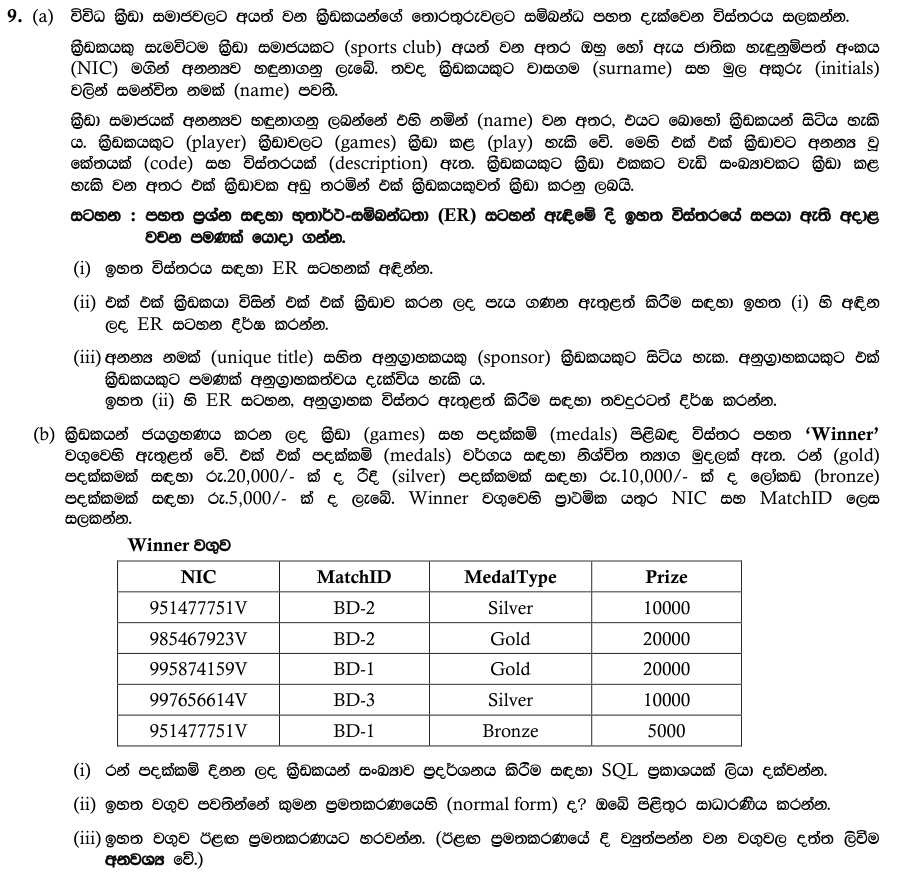 9. (a) විවිධ ක්‍රීඩා සමාජවලට අයත් වන ක්‍රීඩකයන්ගේ තොරතුරුවලට සම්බන්ධ පහත දැක්වෙන විස්තරය සලකන්න.
ක්‍රීඩකයකු සැමවිටම ක්‍රීඩා සමාජයකට (sports club) අයත් වන අතර ඔහු හෝ ඇය ජාතික හැඳුනුම්පත් අංකය
(NIC) මගින් අනන්‍යව හඳුනාගනු ලැබේ. තවද ක්‍රීඩකයකුට වාසගම (surname) සහ මුල අකුරු (initials)
වලින් සමන්විත නමක් (name) පවතී.
ක්‍රීඩා සමාජයක් අනන්‍යව හඳුනාගනු ලබන්නේ එහි නමින් (name) වන අතර, එයට බොහෝ ක්‍රීඩකයන් සිටිය හැකි
ය. ක්‍රීඩකයකුට (player) ක්‍රීඩාවලට (games) ක්‍රීඩා කළ (play) හැකි වේ. මෙහි එක් එක් ක්‍රීඩාවට අනන්‍ය වූ
කේතයක් (code) සහ විස්තරයක් (description) ඇත. ක්‍රීඩකයකුට ක්‍රීඩා එකකට වැඩි සංඛ්‍යාවකට ක්‍රීඩා කළ
හැකි වන අතර එක් ක්‍රීඩාවක අඩු තරමින් එක් ක්‍රීඩකයකුවත් ක්‍රීඩා කරනු ලබයි.
සටහන : පහත ප්‍රශ්න සඳහා භූතාර්ථ-සම්බන්ධතා (ER) සටහන් ඇඳීමේ දී ඉහත විස්තරයේ සපයා ඇති අදාළ
වචන පමණක් යොදා ගන්න.
(i) ඉහත විස්තරය සඳහා ER සටහනක් අඳින්න.
(ii) එක් එක් ක්‍රීඩකයා විසින් එක් එක් ක්‍රීඩාව කරන ලද පැය ගණන ඇතුළත් කිරීම සඳහා ඉහත (i) හි අඳින
ලද ER සටහන දීර්ඝ කරන්න.
(iii) අනන්‍ය නමක් (unique title) සහිත අනුග්‍රාහකයකු (sponsor) ක්‍රීඩකයකුට සිටිය හැක. අනුග්‍රාහකයකුට එක්
ක්‍රීඩකයකුට පමණක් අනුග්‍රාහකත්වය දැක්විය හැකි ය.
ඉහත (ii) හි ER සටහන, අනුග්‍රාහක විස්තර ඇතුළත් කිරීම සඳහා තවදුරටත් දීර්ඝ කරන්න.
(b) ක්‍රීඩකයන් ජයග්‍රහණය කරන ලද ක්‍රීඩා (games) සහ පදක්කම් (medals) පිළිබඳ විස්තර පහත ‘Winner’
වගුවෙහි ඇතුළත් වේ. එක් එක් පදක්කම් (medals) වර්ගය සඳහා නිශ්චිත ත්‍යාග මුදලක් ඇත. රන් (gold)
පදක්කමක් සඳහා රු.20,000/- ක් ද රිදී (silver) පදක්කමක් සඳහා රු.10,000/- ක් ද ලෝකඩ (bronze)
පදක්කමක් සඳහා රු.5,000/- ක් ද ලැබේ. Winner වගුවෙහි ප්‍රාථමික යතුර NIC සහ MatchID ලෙස
සලකන්න.
Winner වගුව
NIC MatchID MedalType Prize
951477751V BD-2 Silver 10000
985467923V BD-2 Gold 20000
995874159V BD-1 Gold 20000
997656614V BD-3 Silver 10000
951477751V BD-1 Bronze 5000
(i) රන් පදක්කම් දිනන ලද ක්‍රීඩකයන් සංඛ්‍යාව ප්‍රදර්ශනය කිරීම සඳහා SQL ප්‍රකාශයක් ලියා දක්වන්න.
(ii) ඉහත වගුව පවතින්නේ කුමන ප්‍රමතකරණයෙහි (normal form) ද? ඔබේ පිළිතුර සාධාරණීය කරන්න.
(iii) ඉහත වගුව ඊළඟ ප්‍රමතකරණයට හරවන්න. (ඊළඟ ප්‍රමතකරණයේ දී ව්‍යුත්පන්න වන වගුවල දත්ත ලිවීම
අනවශ්‍ය වේ.)